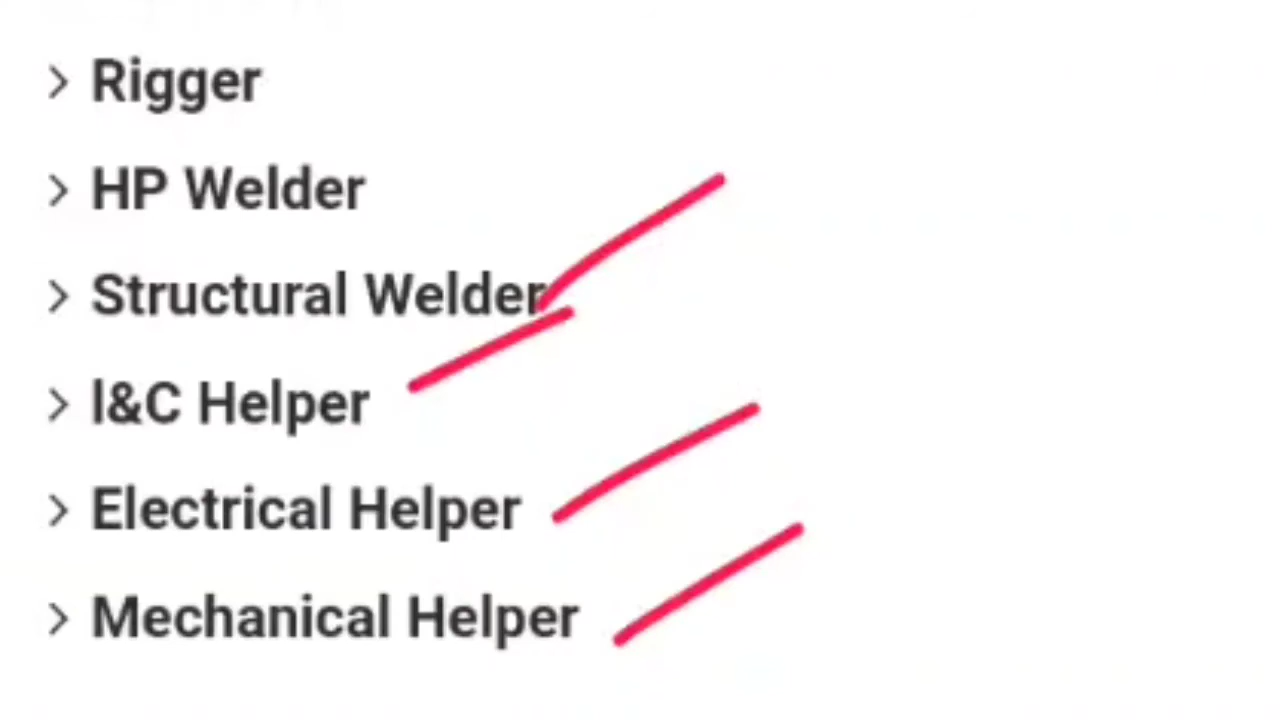 > Rigger
> HP Welder
> Structural Welder
> I&C Helper
> Electrical Helper
> Mechanical Helper